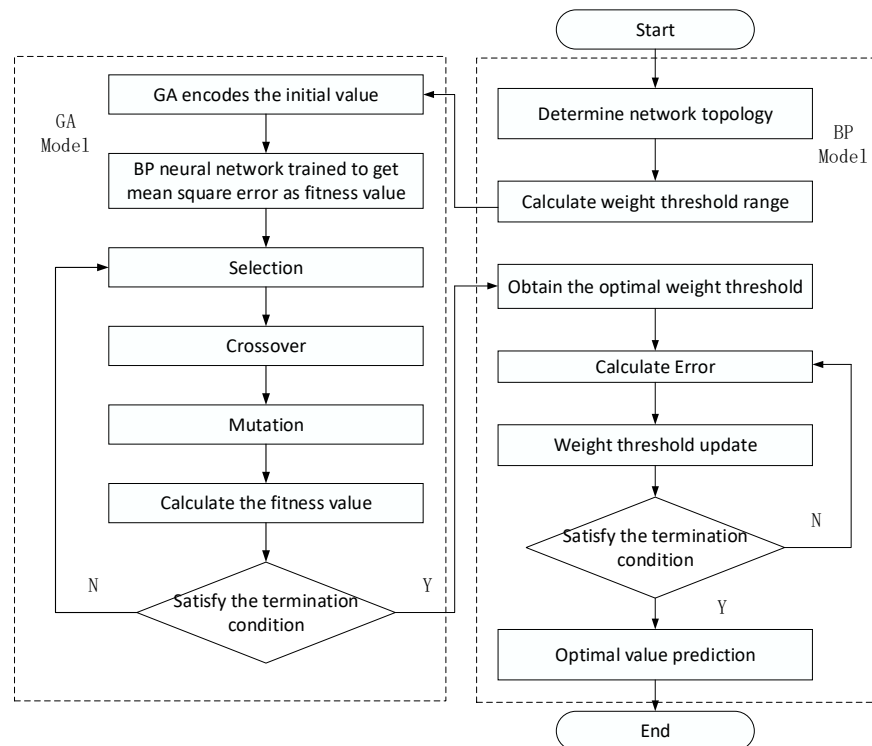 Start
Determine network topology
BP
Model
Calculate weight threshold range
GA
Model
GA encodes the initial value
BP neural network trained to get
mean square error as fitness value
Selection
Crossover
Mutation
Calculate the fitness value
Satisfy the termination
condition
N
Y
Obtain the optimal weight threshold
Calculate Error
Weight threshold update
Satisfy the termination
condition
N
Y
Optimal value prediction
End